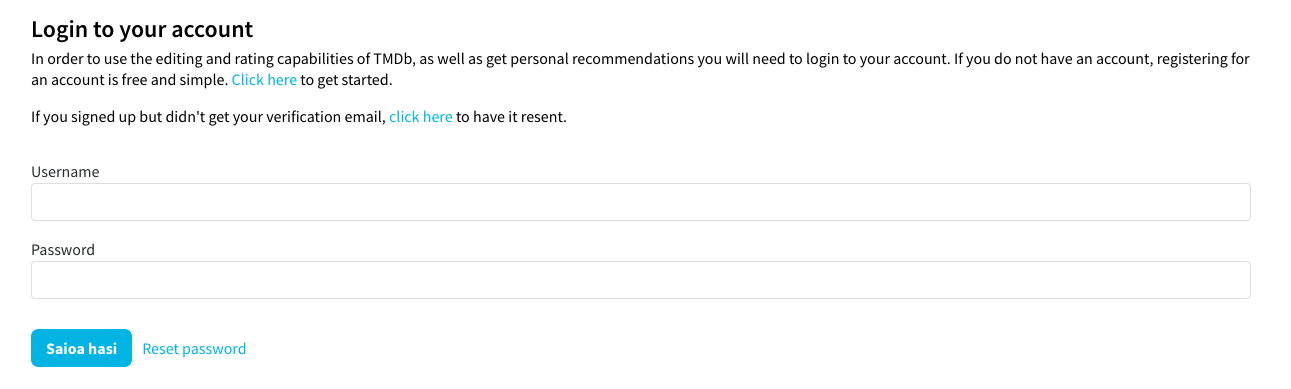 Login to your account
In order to use the editing and rating capabilities of TMDb, as well as get personal recommendations you will need to login to your account. If you do not have an account, registering for
an account is free and simple. Click here to get started.
If you signed up but didn't get your verification email, click here to have it resent.
Username
Password
Saioa hasi Reset password